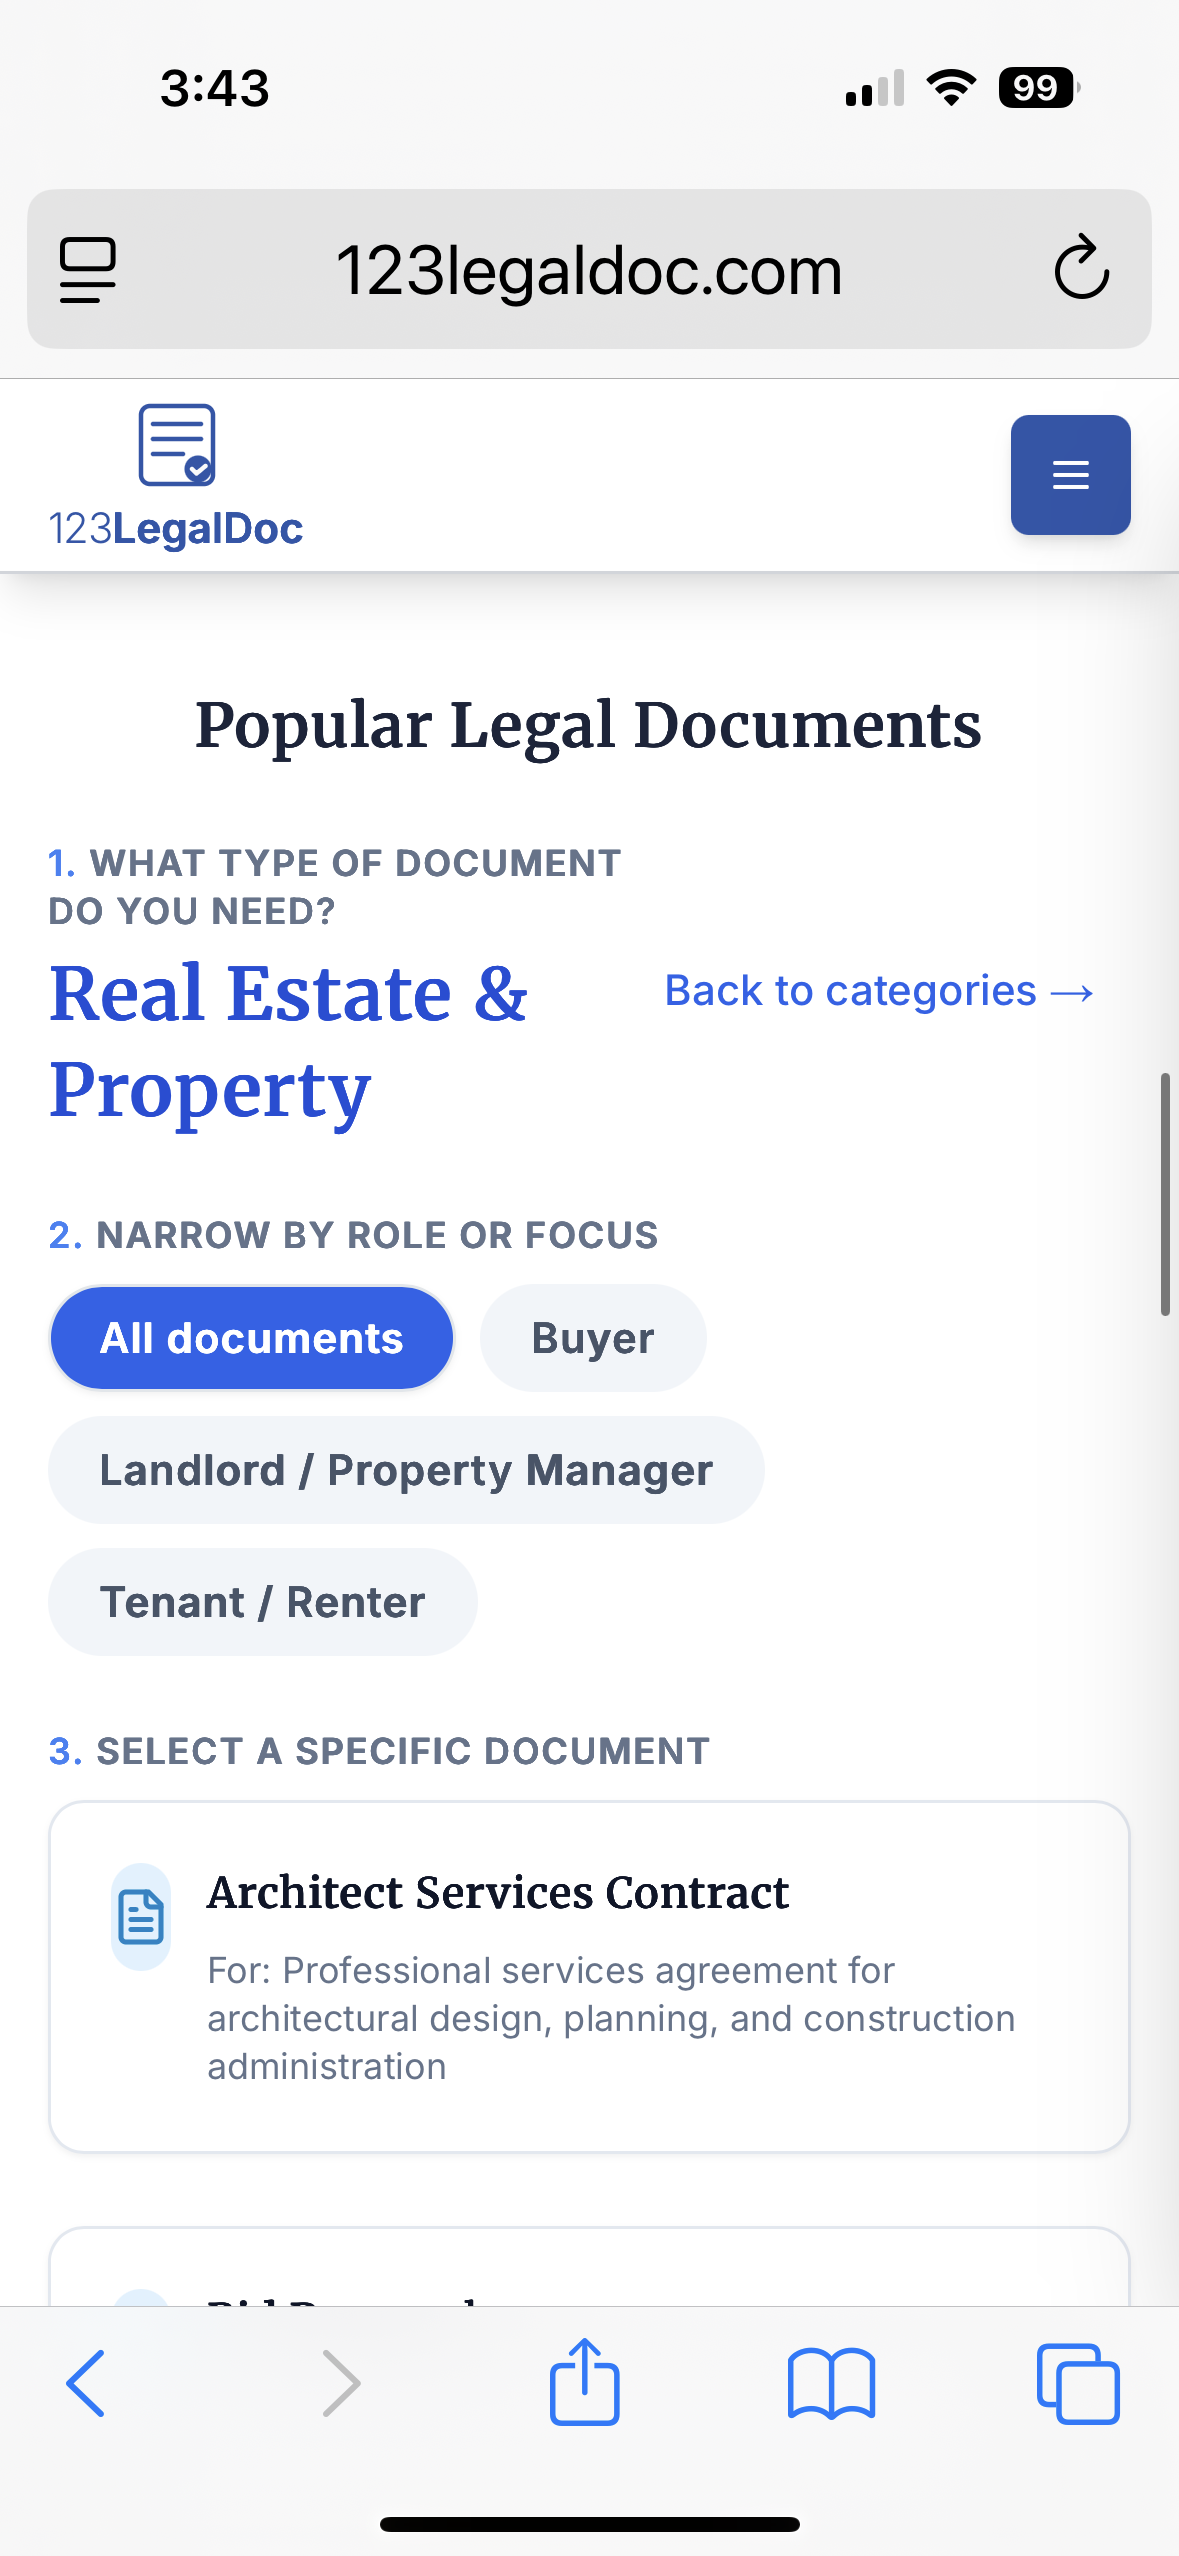 3:43
99
123legaldoc.com
123LegalDoc
Popular Legal Documents
1. WHAT TYPE OF DOCUMENT
DO YOU NEED?
Real Estate &
Property
Back to categories →
2. NARROW BY ROLE OR FOCUS
All documents
Buyer
Landlord / Property Manager
Tenant / Renter
3. SELECT A SPECIFIC DOCUMENT
Architect Services Contract
For: Professional services agreement for
architectural design, planning, and construction
administration